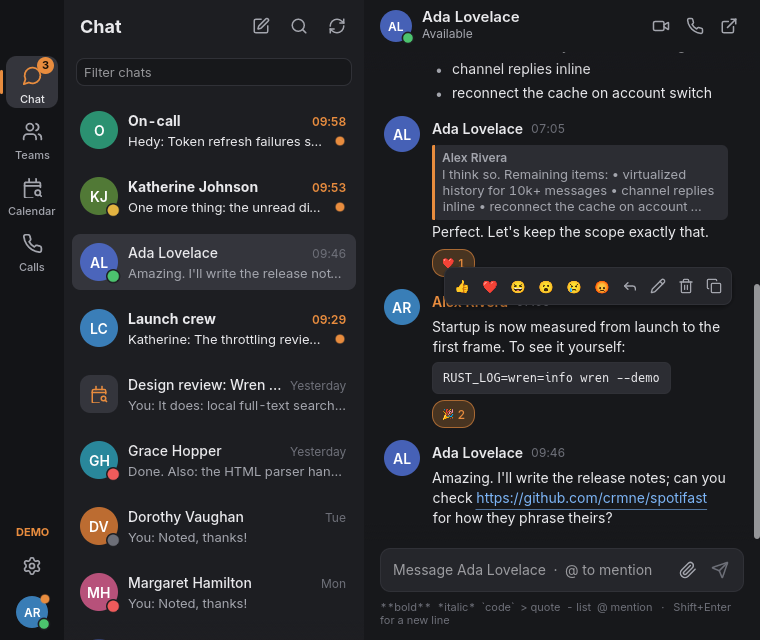 3
Chat
Teams
Calendar
Calls
DEMO
AR
Chat
Filter chats
O
On-call
09:58
Hedy: Token refresh failures s...
KJ
Katherine Johnson
09:53
One more thing: the unread di...
AL
Ada Lovelace
09:46
Amazing. I'll write the release not...
LC
Launch crew
09:29
Katherine: The throttling revie...
Design review: Wren ...
Yesterday
You: It does: local full-text search...
GH
Grace Hopper
Yesterday
Done. Also: the HTML parser han...
DV
Dorothy Vaughan
Tue
You: Noted, thanks!
MH
Margaret Hamilton
Mon
You: Noted, thanks!
AL
Ada Lovelace
Available
• channel replies inline
• reconnect the cache on account switch
AL
Ada Lovelace 07:05
Alex Rivera
I think so. Remaining items: • virtualized
history for 10k+ messages • channel replies
inline • reconnect the cache on account ...
Perfect. Let's keep the scope exactly that.
❤️ 1
👍 ❤️ 😆 😮 😢 😡
AR
Alex Rivera
Startup is now measured from launch to the
first frame. To see it yourself:
RUST_LOG=wren=info wren --demo
🎉 2
AL
Ada Lovelace 09:46
Amazing. I'll write the release notes; can you
check https://github.com/crmne/spotifast
for how they phrase theirs?
Message Ada Lovelace · @ to mention
**bold** *italic* `code` > quote - list @ mention · Shift+Enter
for a new line